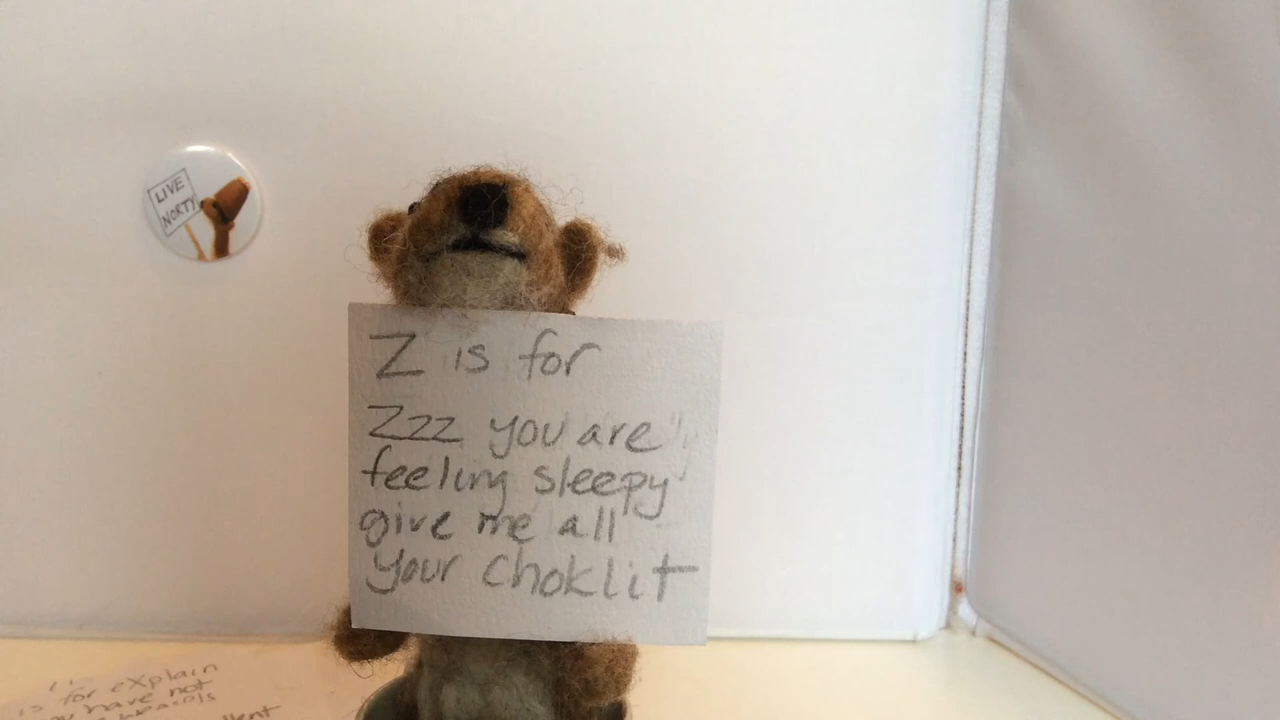 LIVE
NORTY
Z is for
Zzz you are
feeling sleepy
give me all
your choklit
is for eXplain
have not